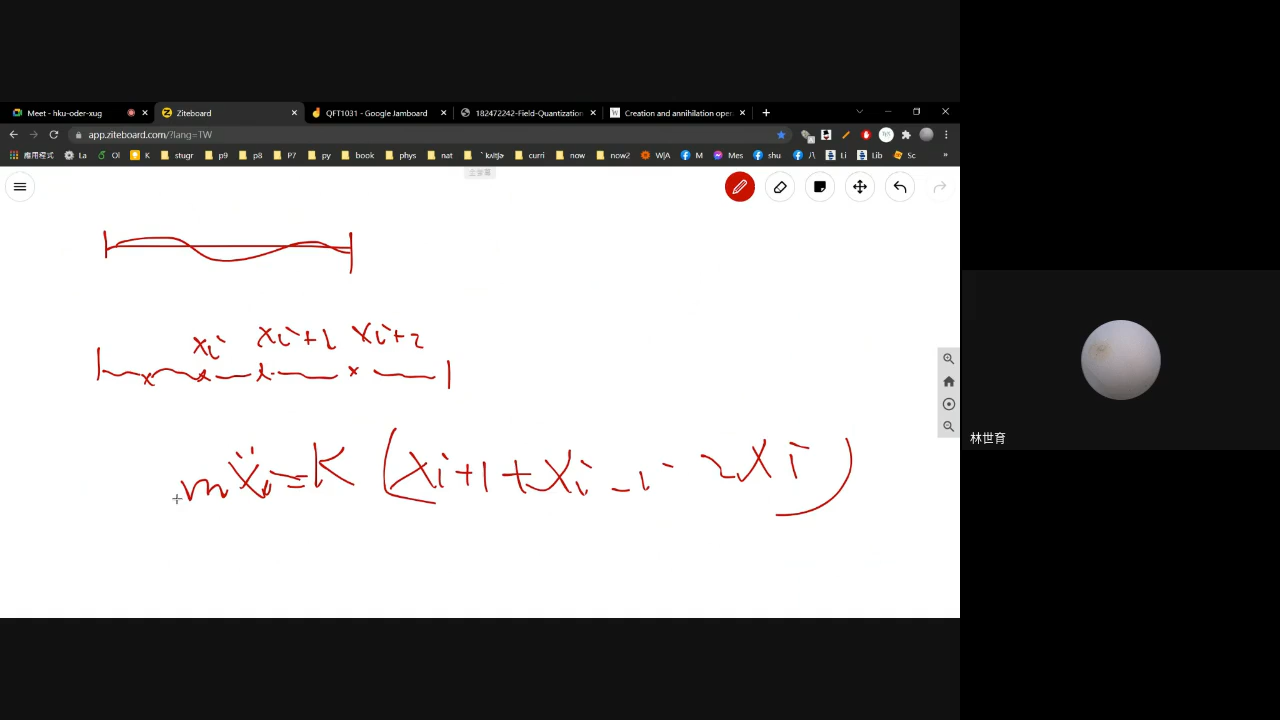 Meet - hku-oder-xug
Ziteboard
QFT1031 - Google Jamboard
182472242-Field-Quantization
Creation and annihilation oper
app.ziteboard.com/?lang=TW
應用程式 La Ol K stugr p9 p8 P7 py book phys nat curri now now2 WjA M Mes shu 八 Li Lib Sc »
xi xi+1 xi+2
mẍi = K (xi+1 + xi-1 - 2xi)
林世育